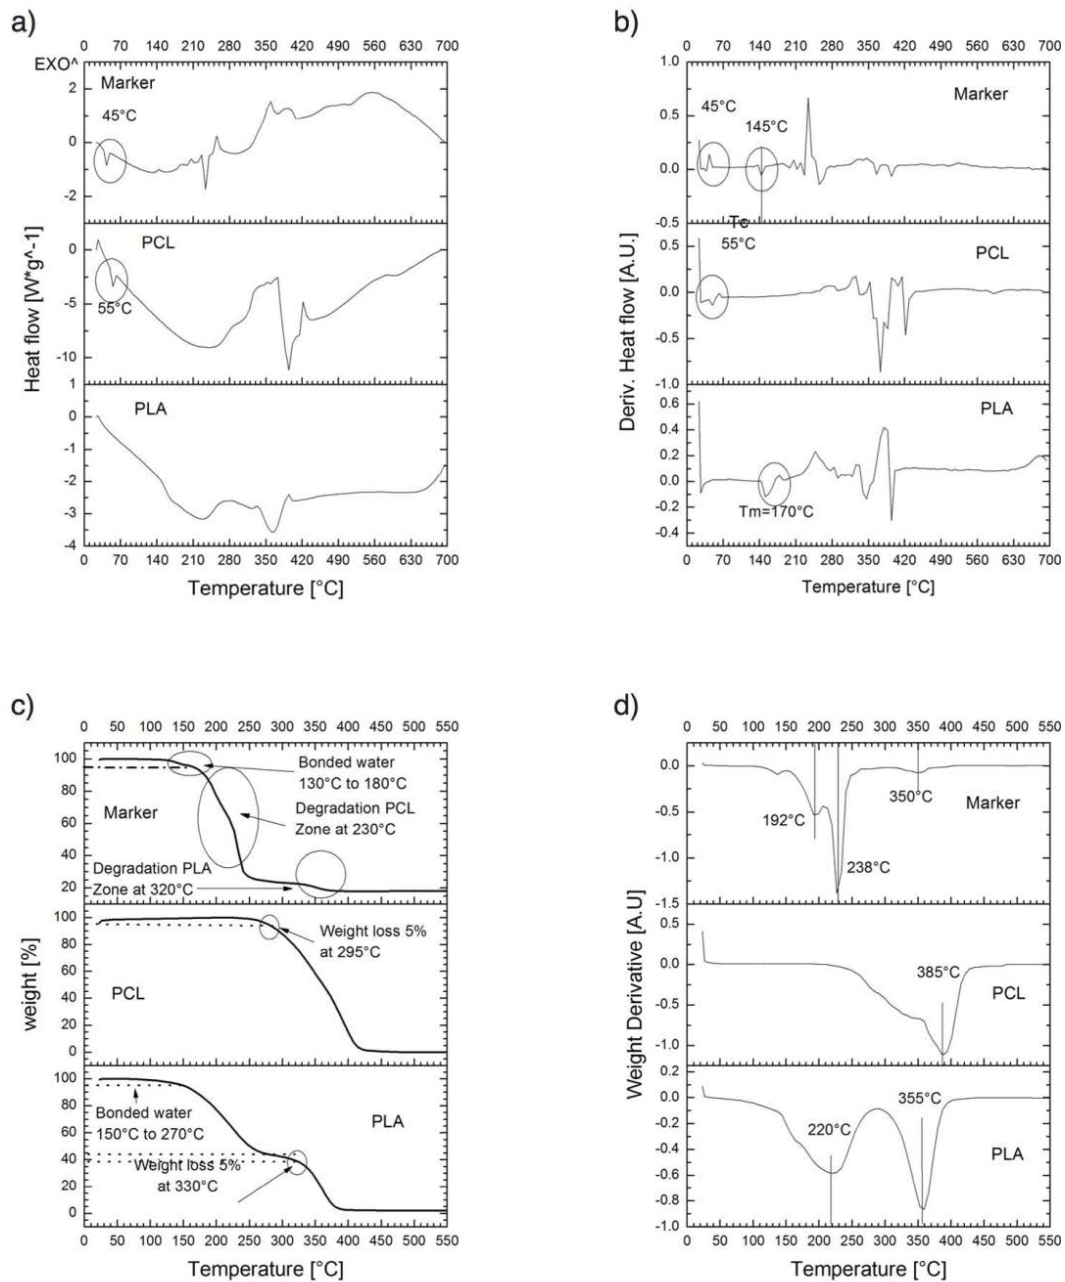 a)
0 70 140 210 280 350 420 490 560 630 700
EXO^
Marker
45°C
2
0
-2
PCL
55°C
0
-5
-10
PLA
1
0
-1
-2
-3
-4
0 70 140 210 280 350 420 490 560 630 700
Heat flow [W*g^-1]
Temperature [°C]
b)
0 70 140 210 280 350 420 490 560 630 700
1.0
0.5
0.0
-0.5
Marker
45°C
145°C
Tc
55°C
PCL
0.5
0.0
-0.5
-1.0
PLA
0.6
0.4
0.2
0.0
-0.2
-0.4
Tm=170°C
0 70 140 210 280 350 420 490 560 630 700
Deriv. Heat flow [A.U.]
Temperature [°C]
c)
0 50 100 150 200 250 300 350 400 450 500 550
100
80
60
40
20
Bonded water
130°C to 180°C
Marker
Degradation PCL
Zone at 230°C
Degradation PLA
Zone at 320°C
100
80
60
40
20
0
Weight loss 5%
at 295°C
PCL
100
80
60
40
20
0
Bonded water
150°C to 270°C
PLA
Weight loss 5%
at 330°C
0 50 100 150 200 250 300 350 400 450 500 550
weight [%]
Temperature [°C]
d)
0 50 100 150 200 250 300 350 400 450 500 550
0.0
-0.5
-1.0
-1.5
192°C
350°C
Marker
238°C
0.5
0.0
-0.5
-1.0
385°C
PCL
0.2
0.0
-0.2
-0.4
-0.6
-0.8
-1.0
355°C
220°C
PLA
0 50 100 150 200 250 300 350 400 450 500 550
Weight Derivative [A.U]
Temperature [°C]